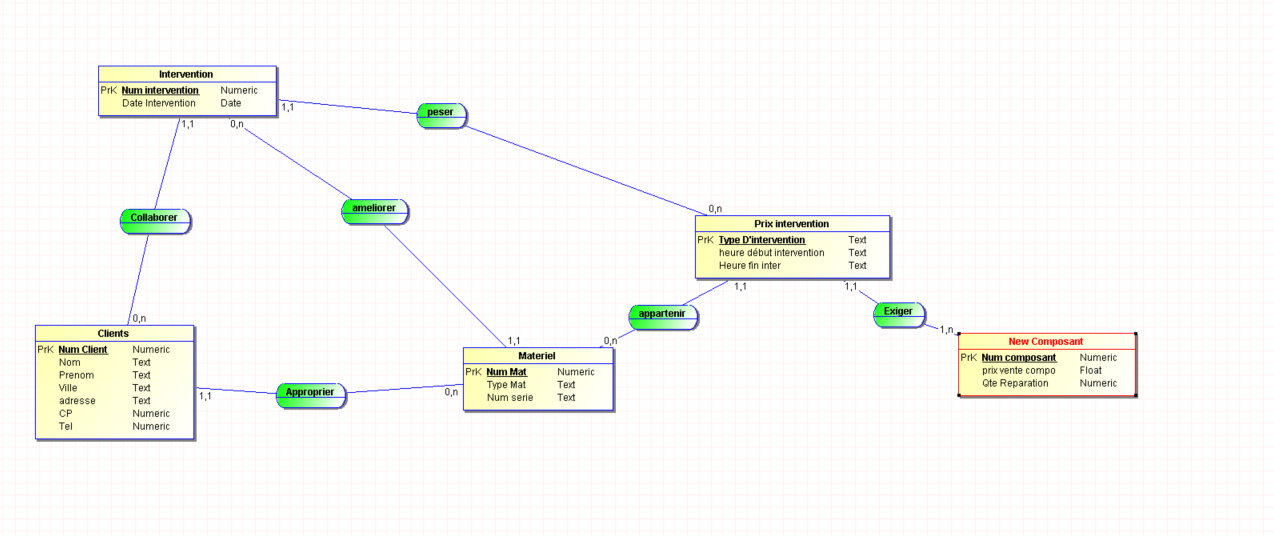 Intervention
PrK Num intervention Numeric
Date Intervention Date
1,1
peser
1,1 0,n
ameliorer
0,n
Collaborer
Prix intervention
PrK Type D'intervention Text
heure début intervention Text
Heure fin inter Text
1,1 1,1
appartenir
Exiger
0,n
Clients
PrK Num Client Numeric
Nom Text
Prenom Text
Ville Text
adresse Text
CP Numeric
Tel Numeric
1,1
Approprier
0,n
1,1 0,n
Materiel
PrK Num Mat Numeric
Type Mat Text
Num serie Text
1,n
New Composant
PrK Num composant Numeric
prix vente compo Float
Qte Reparation Numeric